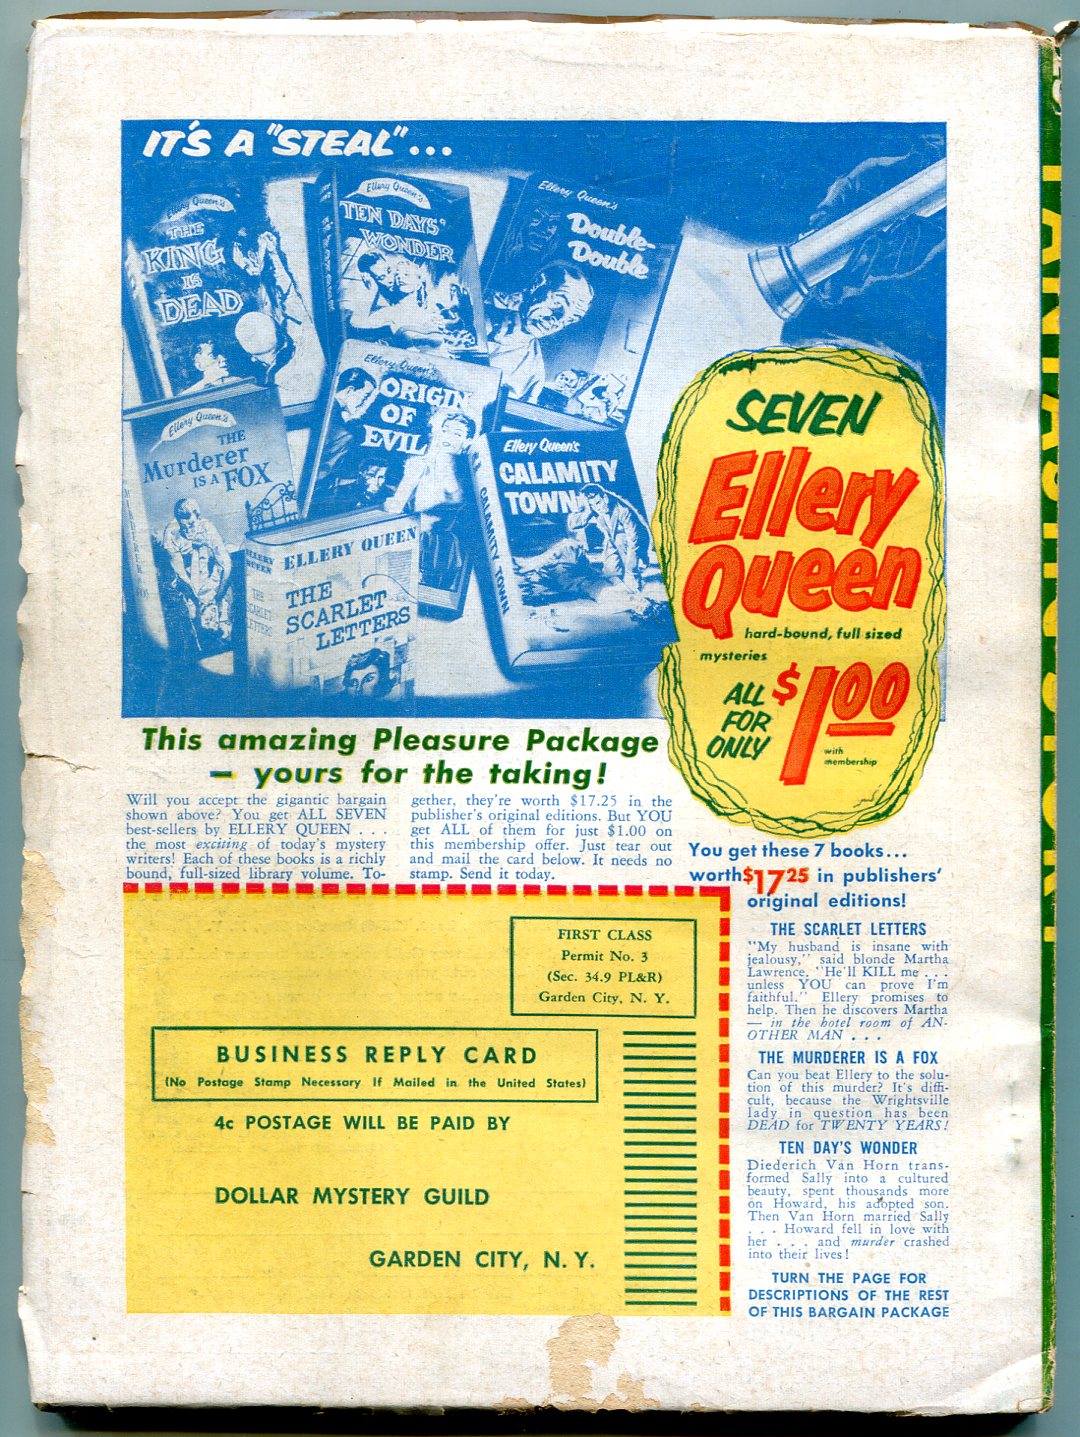 IT'S A "STEAL"...
Ellery Queen's
THE
KING
IS
DEAD
Ellery Queen's
TEN DAYS'
WONDER
Ellery Queen's
Double-
Double
Ellery Queen's
THE
Murderer
IS A FOX
Ellery Queen's
ORIGIN
OF
EVIL
ELLERY QUEEN
THE
SCARLET
LETTERS
ELLERY
QUEEN
THE
SCARLET
LETTERS
Ellery Queen's
CALAMITY
TOWN
CALAMITY TOWN
SEVEN
Ellery
Queen
hard-bound, full sized
mysteries
ALL
FOR
ONLY
$1.00
with
membership
This amazing Pleasure Package
— yours for the taking!
Will you accept the gigantic bargain
shown above? You get ALL SEVEN
best-sellers by ELLERY QUEEN . . .
the most exciting of today's mystery
writers! Each of these books is a richly
bound, full-sized library volume. To-
gether, they're worth $17.25 in the
publisher's original editions. But YOU
get ALL of them for just $1.00 on
this membership offer. Just tear out
and mail the card below. It needs no
stamp. Send it today.
You get these 7 books...
worth $17.25 in publishers'
original editions!
THE SCARLET LETTERS
"My husband is insane with
jealousy," said blonde Martha
Lawrence. "He'll KILL me . . .
unless YOU can prove I'm
faithful." Ellery promises to
help. Then he discovers Martha
— in the hotel room of AN-
OTHER MAN . . .
THE MURDERER IS A FOX
Can you beat Ellery to the solu-
tion of this murder? It's diffi-
cult, because the Wrightsville
lady in question has been
DEAD for TWENTY YEARS!
TEN DAY'S WONDER
Diederich Van Horn trans-
formed Sally into a cultured
beauty, spent thousands more
on Howard, his adopted son.
Then Van Horn married Sally
. . . Howard fell in love with
her . . . and murder crashed
into their lives!
TURN THE PAGE FOR
DESCRIPTIONS OF THE REST
OF THIS BARGAIN PACKAGE
FIRST CLASS
Permit No. 3
(Sec. 34.9 PL&R)
Garden City, N. Y.
BUSINESS REPLY CARD
(No Postage Stamp Necessary If Mailed in the United States)
4c POSTAGE WILL BE PAID BY
DOLLAR MYSTERY GUILD
GARDEN CITY, N. Y.